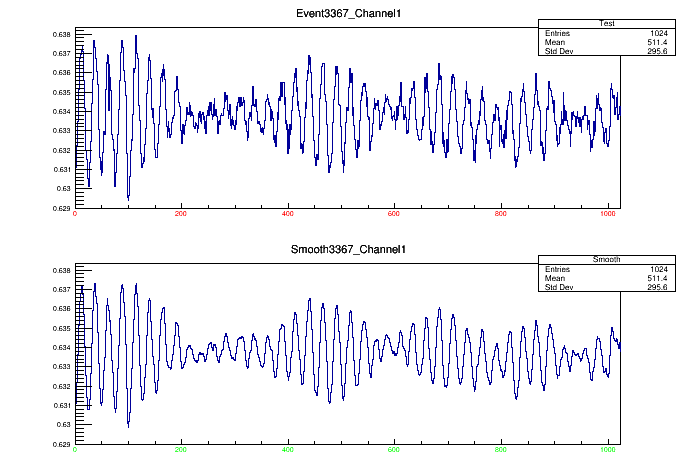 Event3367_Channel1
Test
Entries 1024
Mean 511.4
Std Dev 295.6
0.638
0.637
0.636
0.635
0.634
0.633
0.632
0.631
0.63
0.629
0 200 400 600 800 1000
Smooth3367_Channel1
Smooth
Entries 1024
Mean 511.4
Std Dev 295.6
0.638
0.637
0.636
0.635
0.634
0.633
0.632
0.631
0.63
0.629
0 200 400 600 800 1000